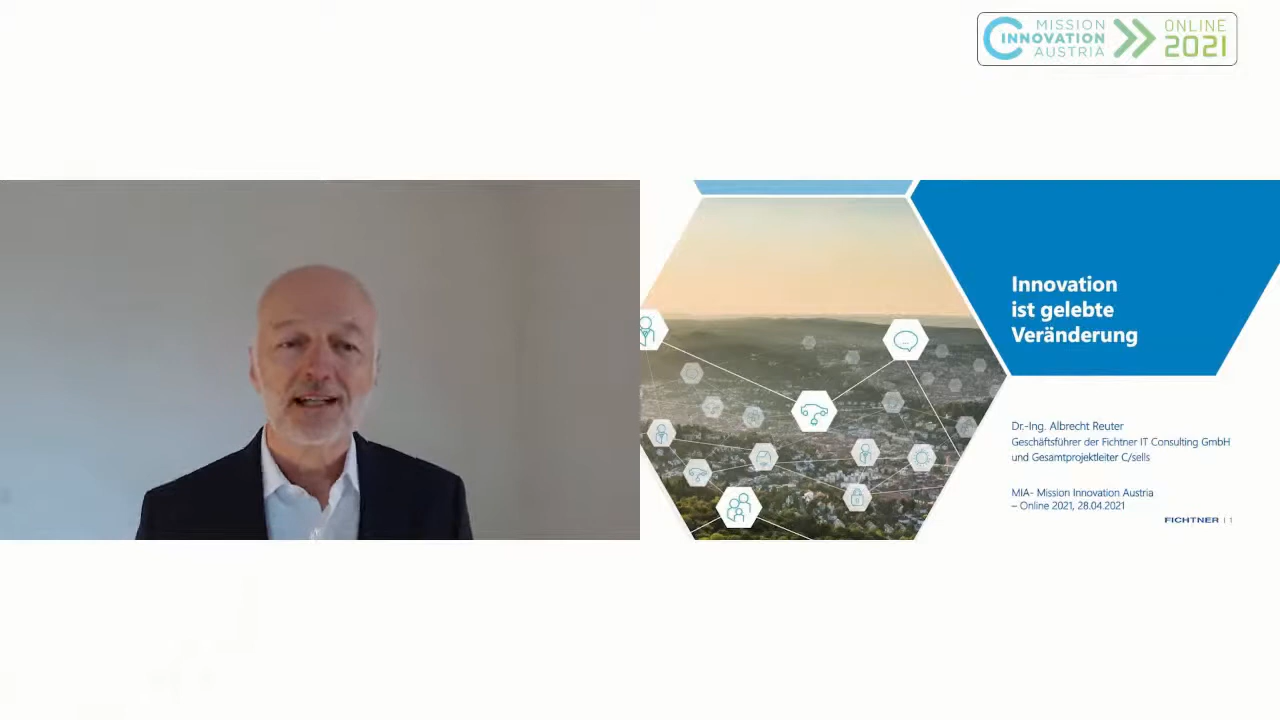 MISSION
INNOVATION
AUSTRIA
ONLINE
2021
Innovation
ist gelebte
Veränderung
Dr.-Ing. Albrecht Reuter
Geschäftsführer der Fichtner IT Consulting GmbH
und Gesamtprojektleiter C/sells
MIA- Mission Innovation Austria
– Online 2021, 28.04.2021
FICHTNER | 1